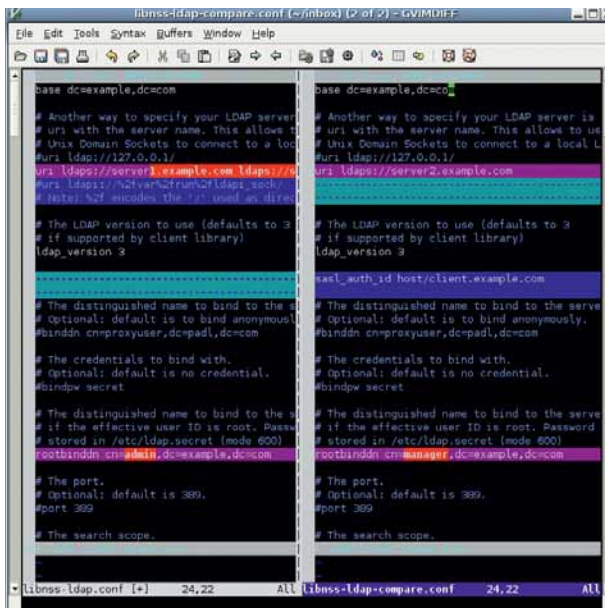 libnss-ldap-compare.conf (~/inbox) (2 of 2) - GVIMDIFF
File Edit Tools Syntax Buffers Window Help
base dc=example,dc=com
# Another way to specify your LDAP server
# uri with the server name. This allows t
# Unix Domain Sockets to connect to a loc
#uri ldap://127.0.0.1/
uri ldaps://server1.example.com ldaps://s
#uri ldapi://%2fvar%2frun%2fldapi_sock/
# Note: %2f encodes the '/' used as direc
# The LDAP version to use (defaults to 3
# if supported by client library)
ldap_version 3
# The distinguished name to bind to the s
# Optional: default is to bind anonymousl
#binddn cn=proxyuser,dc=padl,dc=com
# The credentials to bind with.
# Optional: default is no credential.
#bindpw secret
# The distinguished name to bind to the s
# if the effective user ID is root. Passw
# stored in /etc/ldap.secret (mode 600)
rootbinddn cn=admin,dc=example,dc=com
# The port.
# Optional: default is 389.
#port 389
# The search scope.
libnss-ldap.conf [+] 24,22 All
base dc=example,dc=co
# Another way to specify your LDAP server is
# uri with the server name. This allows to us
# Unix Domain Sockets to connect to a local L
#uri ldap://127.0.0.1/
uri ldaps://server2.example.com
# The LDAP version to use (defaults to 3
# if supported by client library)
ldap_version 3
sasl_auth_id host/client.example.com
# The distinguished name to bind to the serve
# Optional: default is to bind anonymously.
#binddn cn=proxyuser,dc=padl,dc=com
# The credentials to bind with.
# Optional: default is no credential.
#bindpw secret
# The distinguished name to bind to the serve
# if the effective user ID is root. Password
# stored in /etc/ldap.secret (mode 600)
rootbinddn cn=manager,dc=example,dc=com
# The port.
# Optional: default is 389.
#port 389
# The search scope.
libnss-ldap-compare.conf 24,22 All